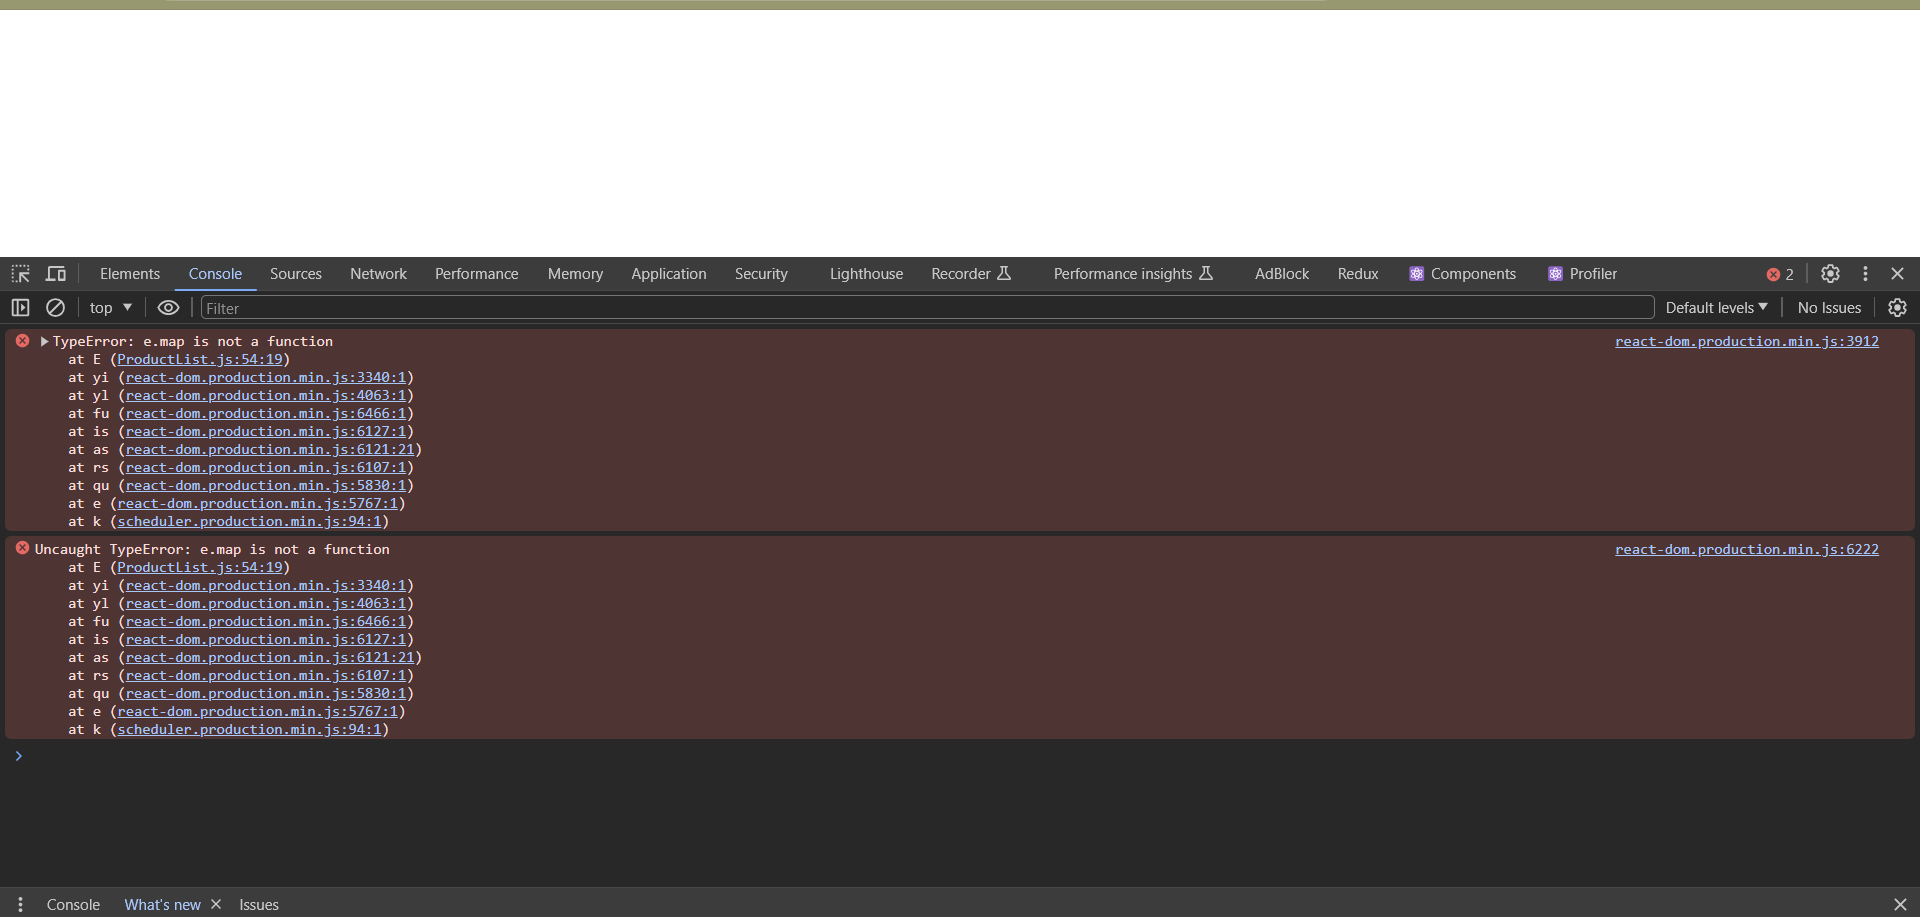 Elements Console Sources Network Performance Memory Application Security Lighthouse Recorder Performance insights AdBlock Redux Components Profiler 2
top Filter Default levels No Issues
TypeError: e.map is not a function react-dom.production.min.js:3912
at E (ProductList.js:54:19)
at yi (react-dom.production.min.js:3340:1)
at yl (react-dom.production.min.js:4063:1)
at fu (react-dom.production.min.js:6466:1)
at is (react-dom.production.min.js:6127:1)
at as (react-dom.production.min.js:6121:21)
at rs (react-dom.production.min.js:6107:1)
at qu (react-dom.production.min.js:5830:1)
at e (react-dom.production.min.js:5767:1)
at k (scheduler.production.min.js:94:1)
Uncaught TypeError: e.map is not a function react-dom.production.min.js:6222
at E (ProductList.js:54:19)
at yi (react-dom.production.min.js:3340:1)
at yl (react-dom.production.min.js:4063:1)
at fu (react-dom.production.min.js:6466:1)
at is (react-dom.production.min.js:6127:1)
at as (react-dom.production.min.js:6121:21)
at rs (react-dom.production.min.js:6107:1)
at qu (react-dom.production.min.js:5830:1)
at e (react-dom.production.min.js:5767:1)
at k (scheduler.production.min.js:94:1)
Console What's new Issues